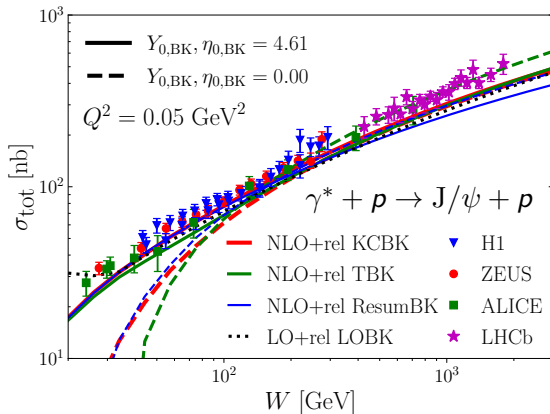 Y₀,BK, η₀,BK = 4.61
Y₀,BK, η₀,BK = 0.00
Q² = 0.05 GeV²
γ* + p → J/ψ + p
NLO+rel KCBK
NLO+rel TBK
NLO+rel ResumBK
LO+rel LOBK
H1
ZEUS
ALICE
LHCb
σtot [nb]
10³
10²
10¹
10²
10³
W [GeV]